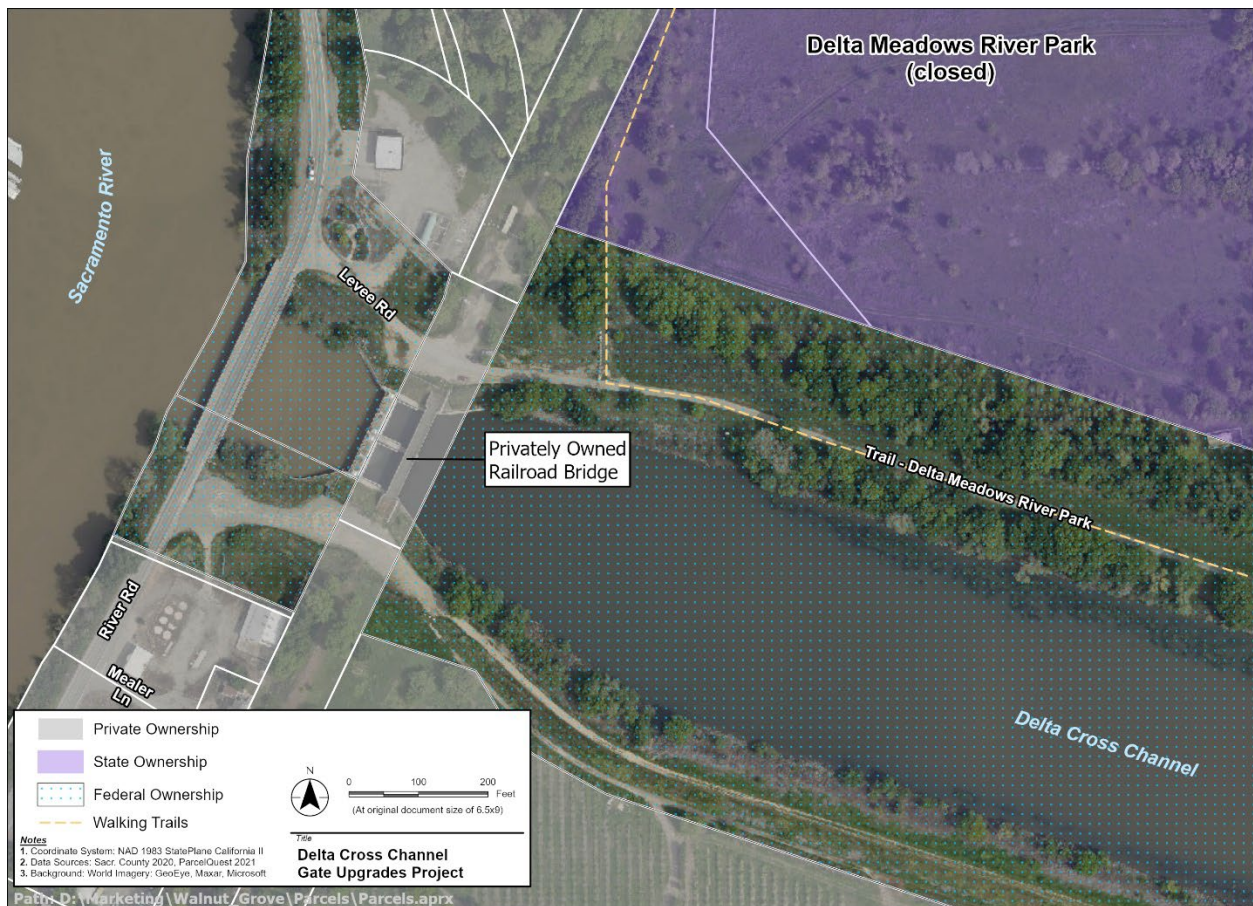 Delta Meadows River Park
(closed)
Sacramento River
Levee Rd
Privately Owned
Railroad Bridge
Trail - Delta Meadows River Park
River Rd
Mealer
Ln
Delta Cross Channel
Private Ownership
State Ownership
Federal Ownership
Walking Trails
N
0 100 200
Feet
(At original document size of 6.5x9)
Notes
1. Coordinate System: NAD 1983 StatePlane California II
2. Data Sources: Sacr. County 2020, ParcelQuest 2021
3. Background: World Imagery: GeoEye, Maxar, Microsoft
Title
Delta Cross Channel
Gate Upgrades Project
Path: D:\Marketing\Walnut_Grove\Parcels\Parcels.aprx